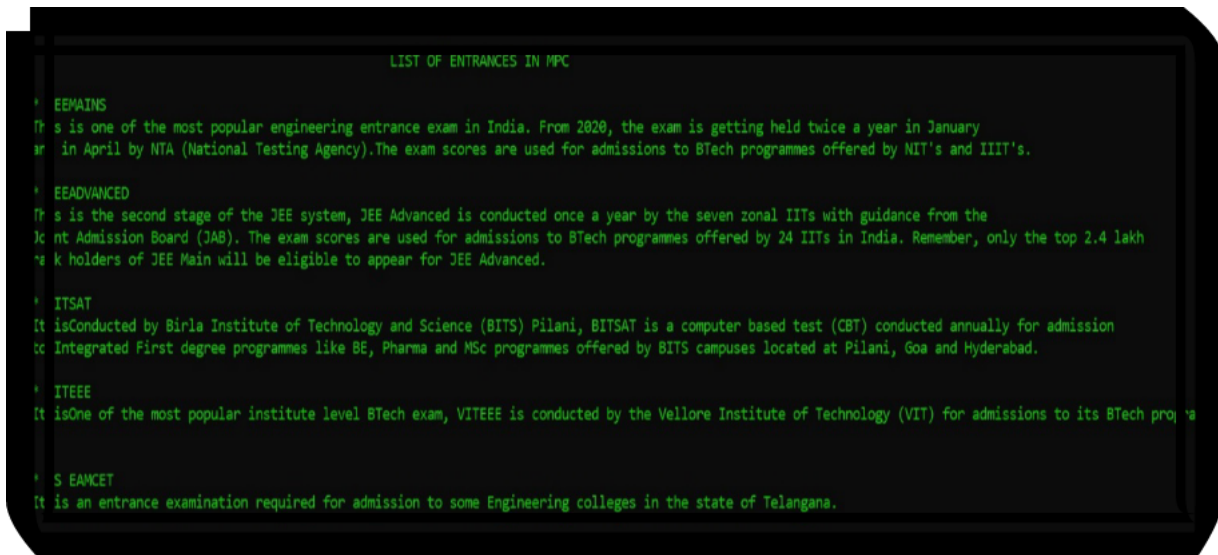 LIST OF ENTRANCES IN MPC
* EEMAINS
Th s is one of the most popular engineering entrance exam in India. From 2020, the exam is getting held twice a year in January
an in April by NTA (National Testing Agency).The exam scores are used for admissions to BTech programmes offered by NIT's and IIIT's.
* EEADVANCED
Th s is the second stage of the JEE system, JEE Advanced is conducted once a year by the seven zonal IITs with guidance from the
Jo nt Admission Board (JAB). The exam scores are used for admissions to BTech programmes offered by 24 IITs in India. Remember, only the top 2.4 lakh
ra k holders of JEE Main will be eligible to appear for JEE Advanced.
* ITSAT
It isConducted by Birla Institute of Technology and Science (BITS) Pilani, BITSAT is a computer based test (CBT) conducted annually for admission
to Integrated First degree programmes like BE, Pharma and MSc programmes offered by BITS campuses located at Pilani, Goa and Hyderabad.
* ITEEE
It isOne of the most popular institute level BTech exam, VITEEE is conducted by the Vellore Institute of Technology (VIT) for admissions to its BTech progra
* S EAMCET
It is an entrance examination required for admission to some Engineering colleges in the state of Telangana.